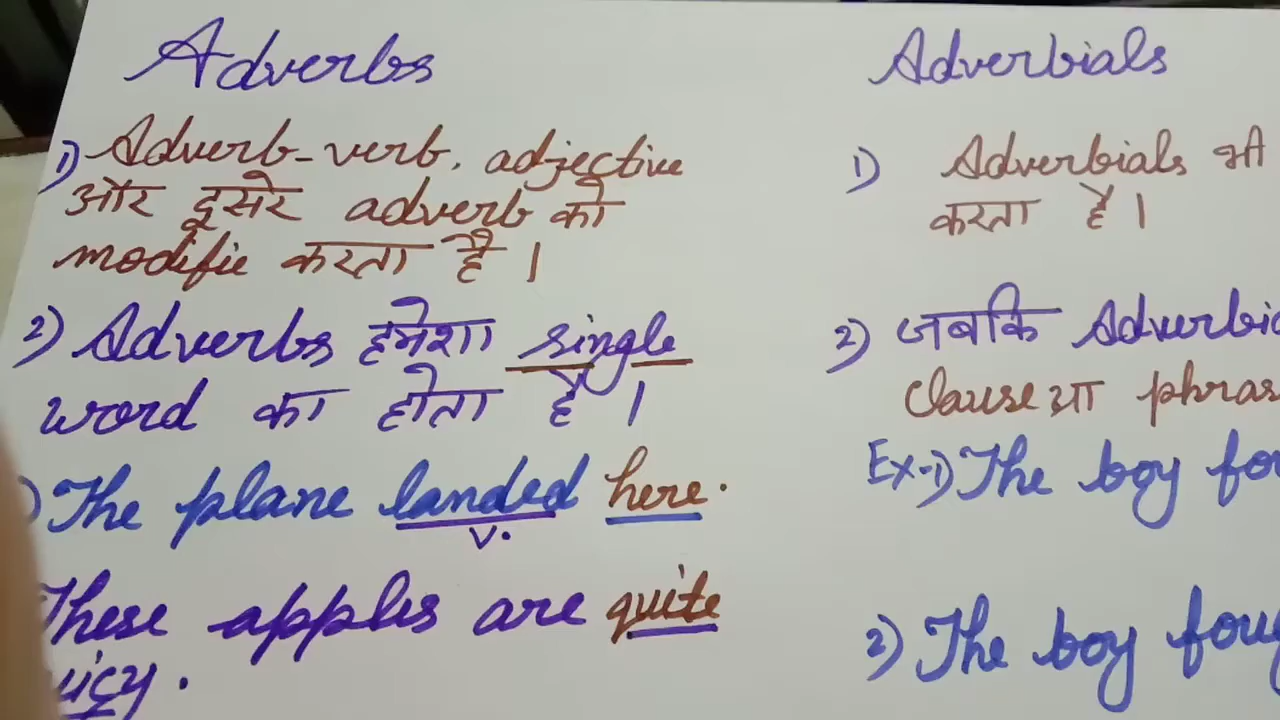 Adverbs
1) Adverb-verb, adjective
और दूसरे adverb को
modifie करता है।
2) Adverbs हमेशा single
word का होता है।
) The plane landed here.
v.
These apples are quite
Adverbials
1) Adverbials भी
करता है।
2) जबकि
Clause या
Ex-1) The boy
2) The boy